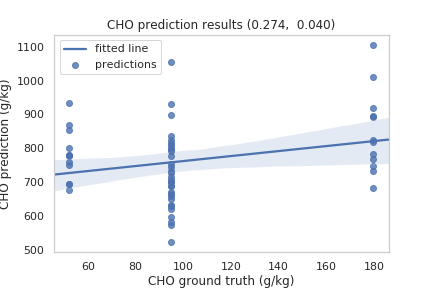 CHO prediction results (0.274,  0.040)
fitted line
predictions
1100
1000
900
800
700
600
500
CHO prediction (g/kg)
60
80
100
120
140
160
180
CHO ground truth (g/kg)